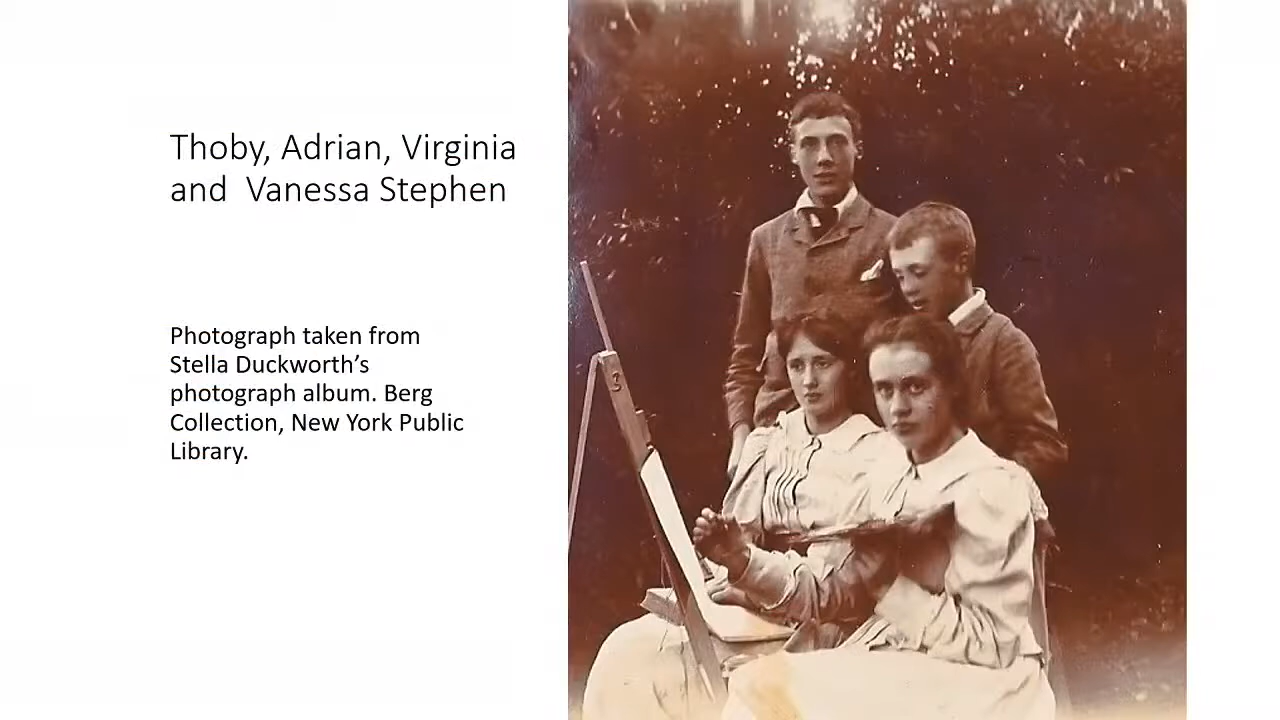 Thoby, Adrian, Virginia
and Vanessa Stephen
Photograph taken from
Stella Duckworth’s
photograph album. Berg
Collection, New York Public
Library.
3